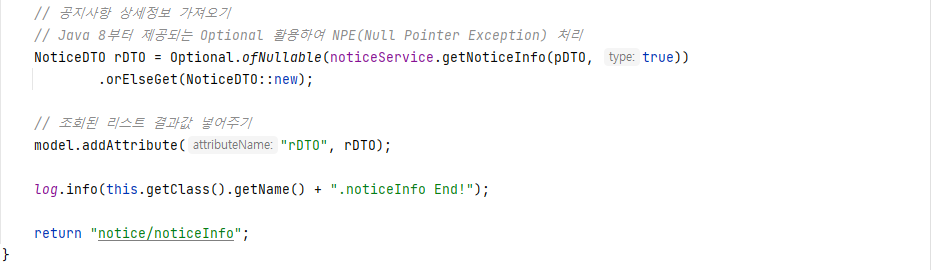 // 공지사항 상세정보 가져오기
// Java 8부터 제공되는 Optional 활용하여 NPE(Null Pointer Exception) 처리
NoticeDTO rDTO = Optional.ofNullable(noticeService.getNoticeInfo(pDTO, type: true))
.orElseGet(NoticeDTO::new);
// 조회된 리스트 결과값 넣어주기
model.addAttribute( attributeName: "rDTO", rDTO);
log.info(this.getClass().getName() + ".noticeInfo End!");
return "notice/noticeInfo";
}